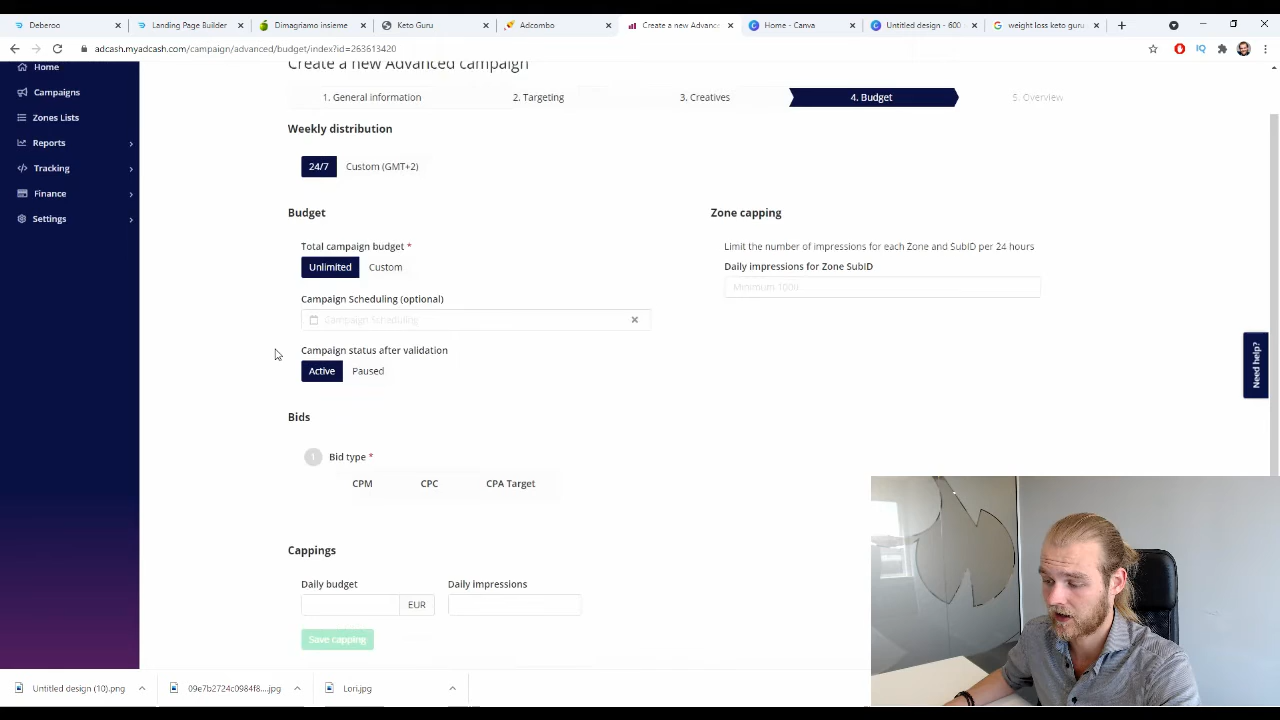 Deberoo
Landing Page Builder
Dimagriamo insieme
Keto Guru
Adcombo
Create a new Advanc
Home - Canva
Untitled design - 600
weight loss keto guru
adcash.myadcash.com/campaign/advanced/budget/index?id=263613420
Create a new Advanced campaign
Home
Campaigns
Zones Lists
Reports
Tracking
Finance
Settings
1. General information
2. Targeting
3. Creatives
4. Budget
5. Overview
Weekly distribution
24/7
Custom (GMT+2)
Budget
Total campaign budget *
Unlimited
Custom
Campaign Scheduling (optional)
Campaign Scheduling
Campaign status after validation
Active
Paused
Zone capping
Limit the number of impressions for each Zone and SubID per 24 hours
Daily impressions for Zone SubID
Minimum 1000
Need help?
Bids
1
Bid type *
CPM
CPC
CPA Target
Cappings
Daily budget
Daily impressions
EUR
Save capping
Untitled design (10).png
09e7b2724c0984f8....jpg
Lori.jpg